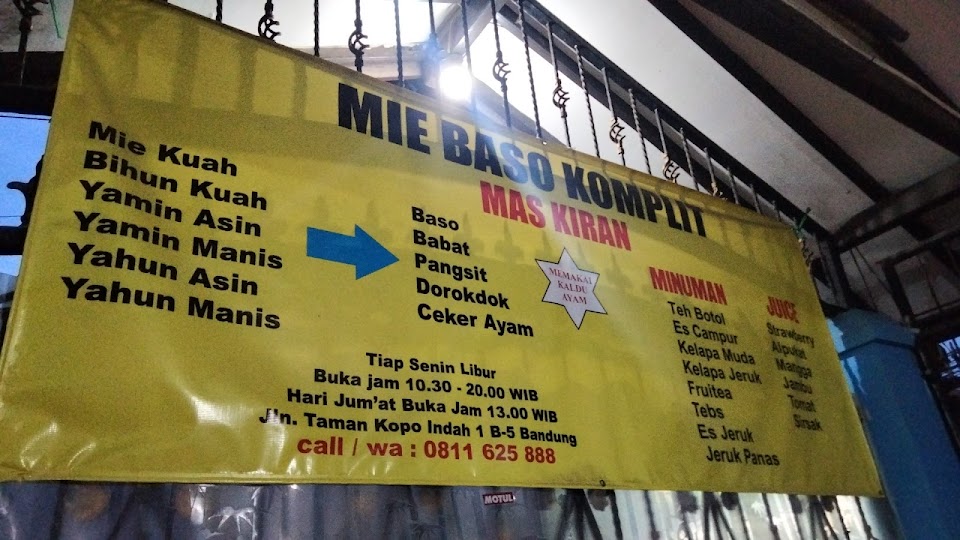 MIE BASO KOMPLIT
MAS KIRAN
Mie Kuah
Bihun Kuah
Yamin Asin
Yamin Manis
Yahun Asin
Yahun Manis
Baso
Babat
Pangsit
Dorokdok
Ceker Ayam
MEMAKAI
KALDU
AYAM
MINUMAN
Teh Botol
Es Campur
Kelapa Muda
Kelapa Jeruk
Fruitea
Tebs
Es Jeruk
Jeruk Panas
JUICE
Strawberry
Alpukat
Mangga
Jambu
Tomat
Sirsak
Tiap Senin Libur
Buka jam 10.30 - 20.00 WIB
Hari Jum'at Buka Jam 13.00 WIB
Jln. Taman Kopo Indah 1 B-5 Bandung
call / wa : 0811 625 888
MOTUL